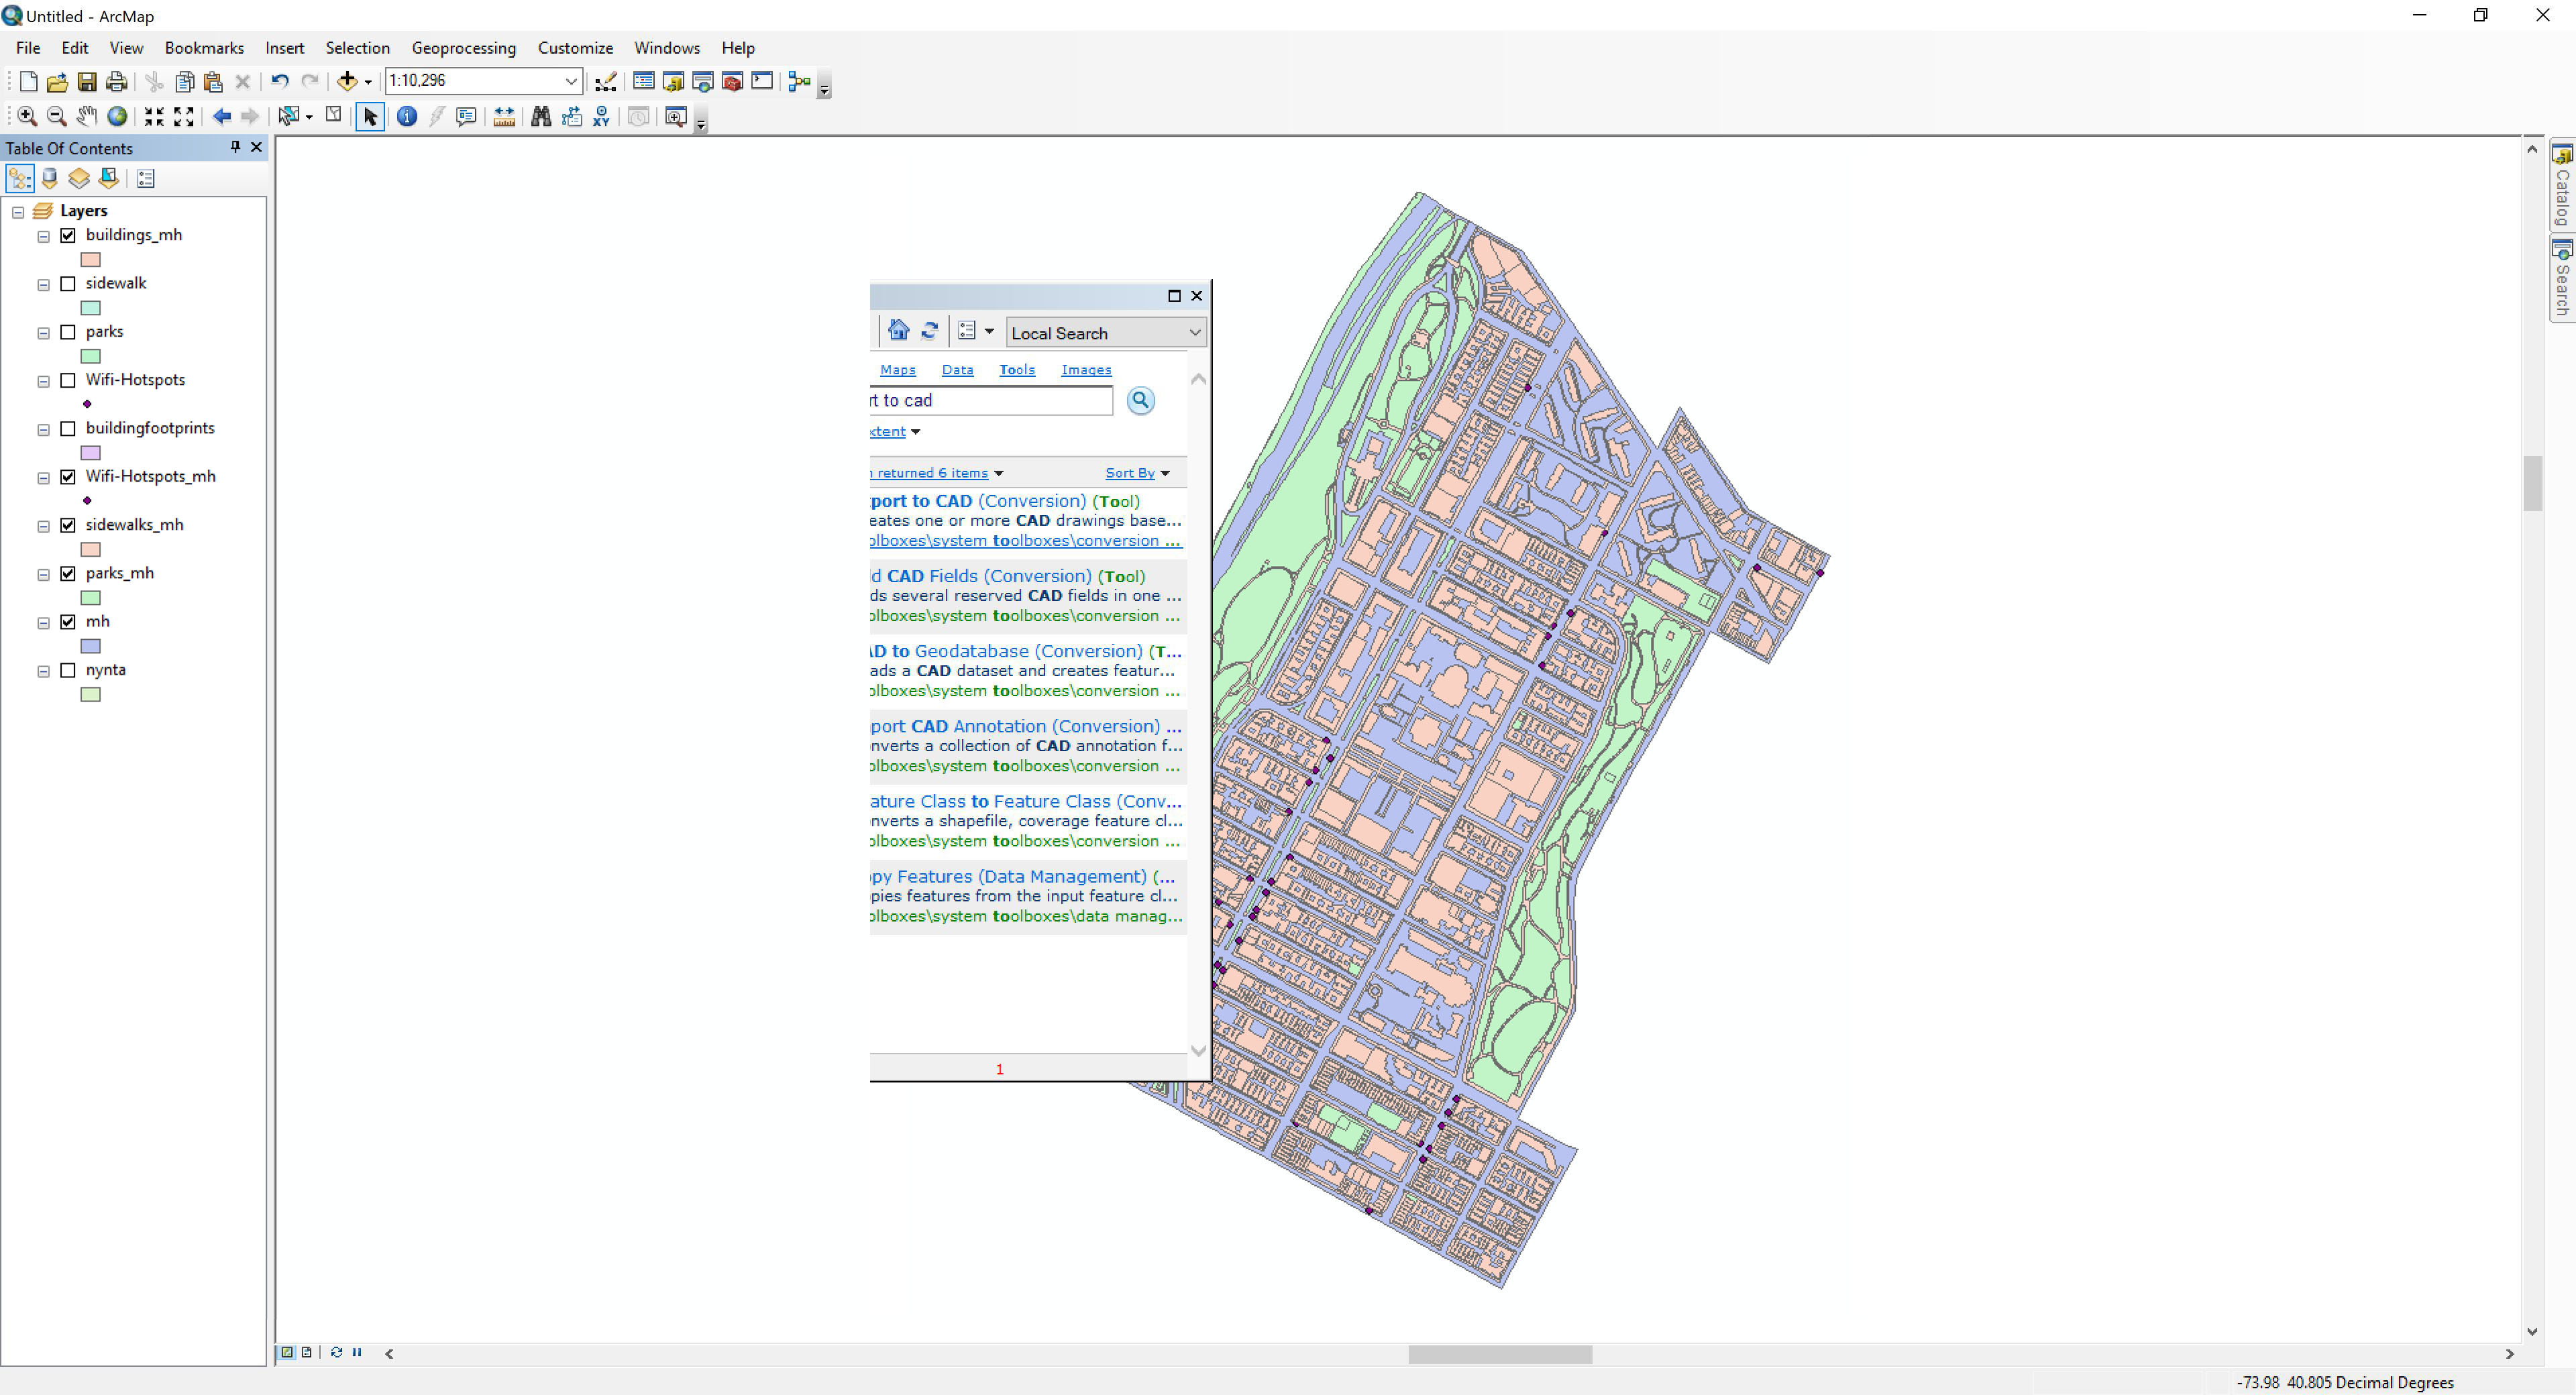 Untitled - ArcMap
File Edit View Bookmarks Insert Selection Geoprocessing Customize Windows Help
1:10,296
XY
Table Of Contents
Layers
buildings_mh
sidewalk
parks
Wifi-Hotspots
buildingfootprints
Wifi-Hotspots_mh
sidewalks_mh
parks_mh
mh
nynta
Local Search
Maps Data Tools Images
rt to cad
xtent
returned 6 items Sort By
port to CAD (Conversion) (Tool)
eates one or more CAD drawings base...
olboxes\system toolboxes\conversion ...
d CAD Fields (Conversion) (Tool)
ds several reserved CAD fields in one ...
olboxes\system toolboxes\conversion ...
AD to Geodatabase (Conversion) (T...
ads a CAD dataset and creates featur...
olboxes\system toolboxes\conversion ...
port CAD Annotation (Conversion) ...
nverts a collection of CAD annotation f...
olboxes\system toolboxes\conversion ...
ature Class to Feature Class (Conv...
nverts a shapefile, coverage feature cl...
olboxes\system toolboxes\conversion ...
py Features (Data Management) (...
pies features from the input feature cl...
olboxes\system toolboxes\data manag...
1
Catalog
Search
-73.98 40.805 Decimal Degrees